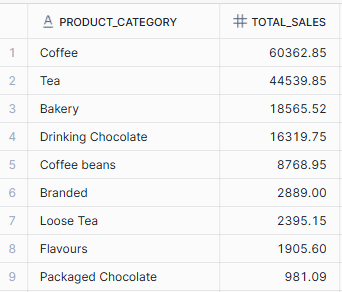 A PRODUCT_CATEGORY # TOTAL_SALES
1 Coffee 60362.85
2 Tea 44539.85
3 Bakery 18565.52
4 Drinking Chocolate 16319.75
5 Coffee beans 8768.95
6 Branded 2889.00
7 Loose Tea 2395.15
8 Flavours 1905.60
9 Packaged Chocolate 981.09